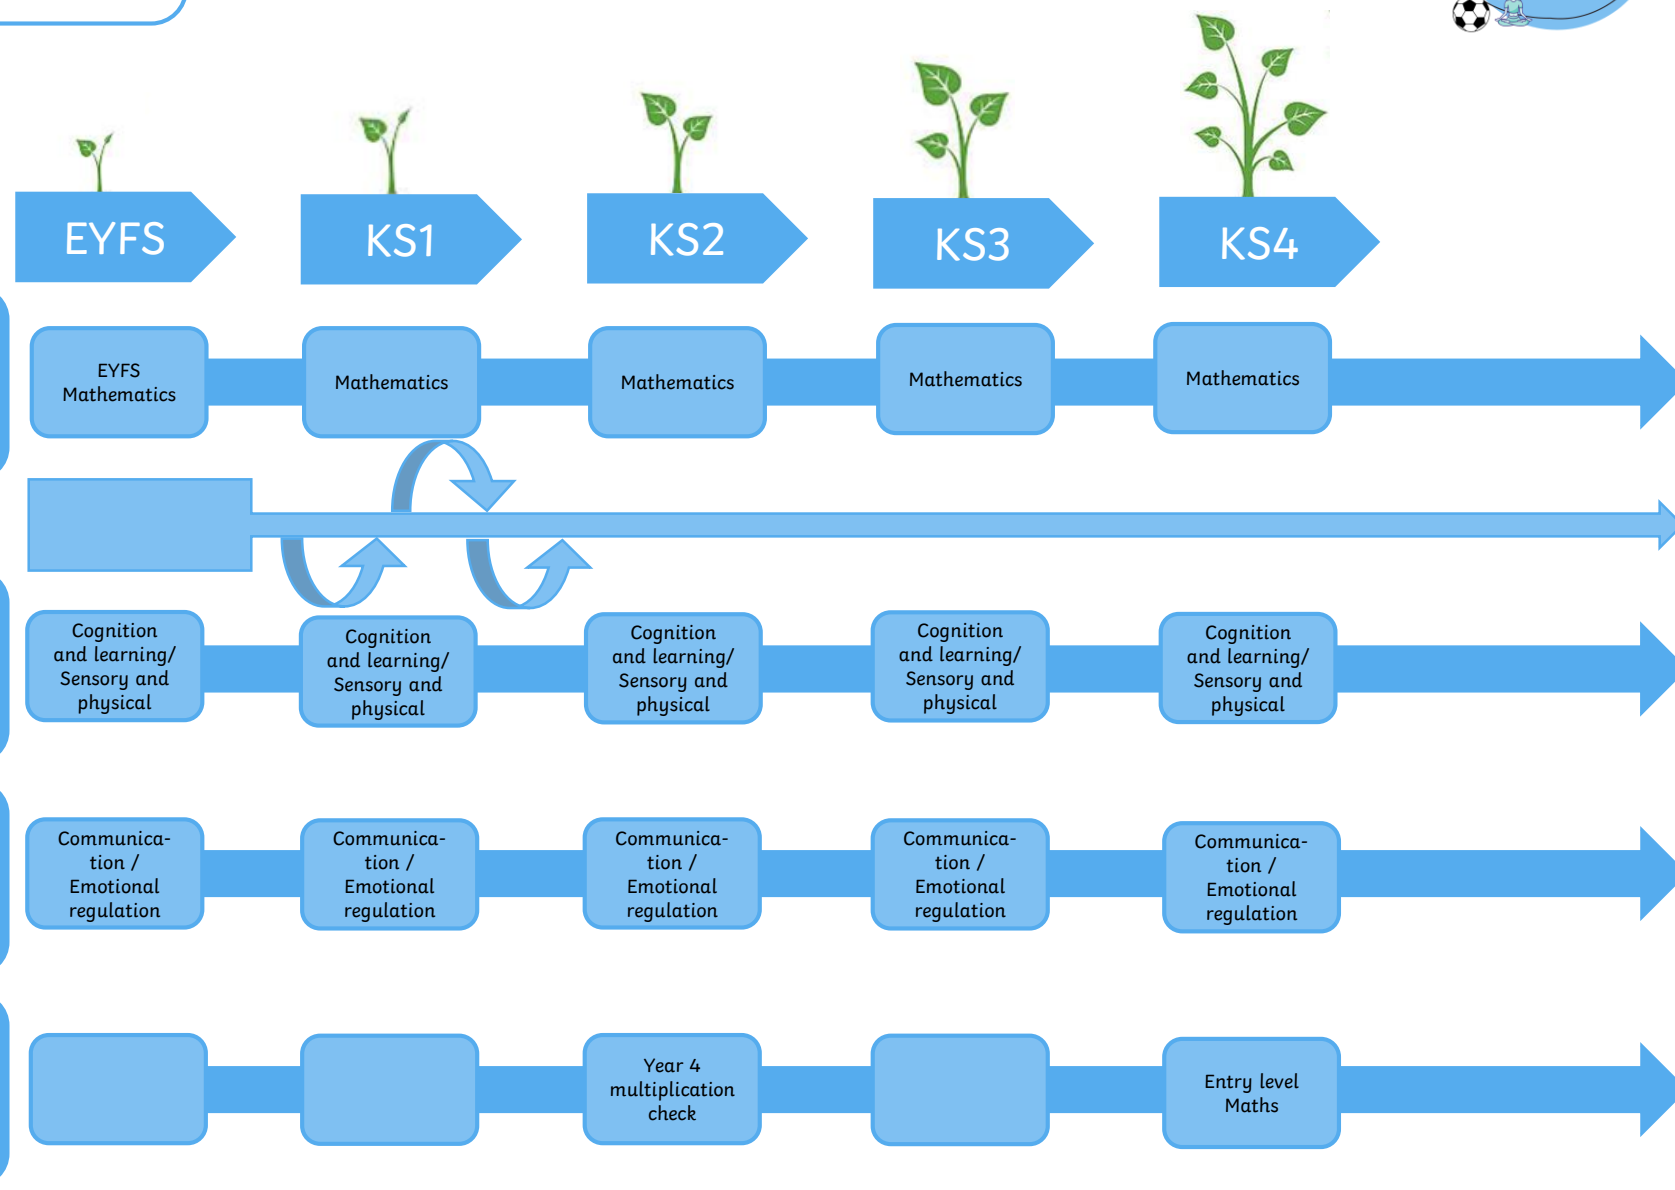 EYFS
KS1
KS2
KS3
KS4
EYFS
Mathematics
Mathematics
Mathematics
Mathematics
Mathematics
Cognition
and learning/
Sensory and
physical
Cognition
and learning/
Sensory and
physical
Cognition
and learning/
Sensory and
physical
Cognition
and learning/
Sensory and
physical
Cognition
and learning/
Sensory and
physical
Communica-
tion /
Emotional
regulation
Communica-
tion /
Emotional
regulation
Communica-
tion /
Emotional
regulation
Communica-
tion /
Emotional
regulation
Communica-
tion /
Emotional
regulation
Year 4
multiplication
check
Entry level
Maths